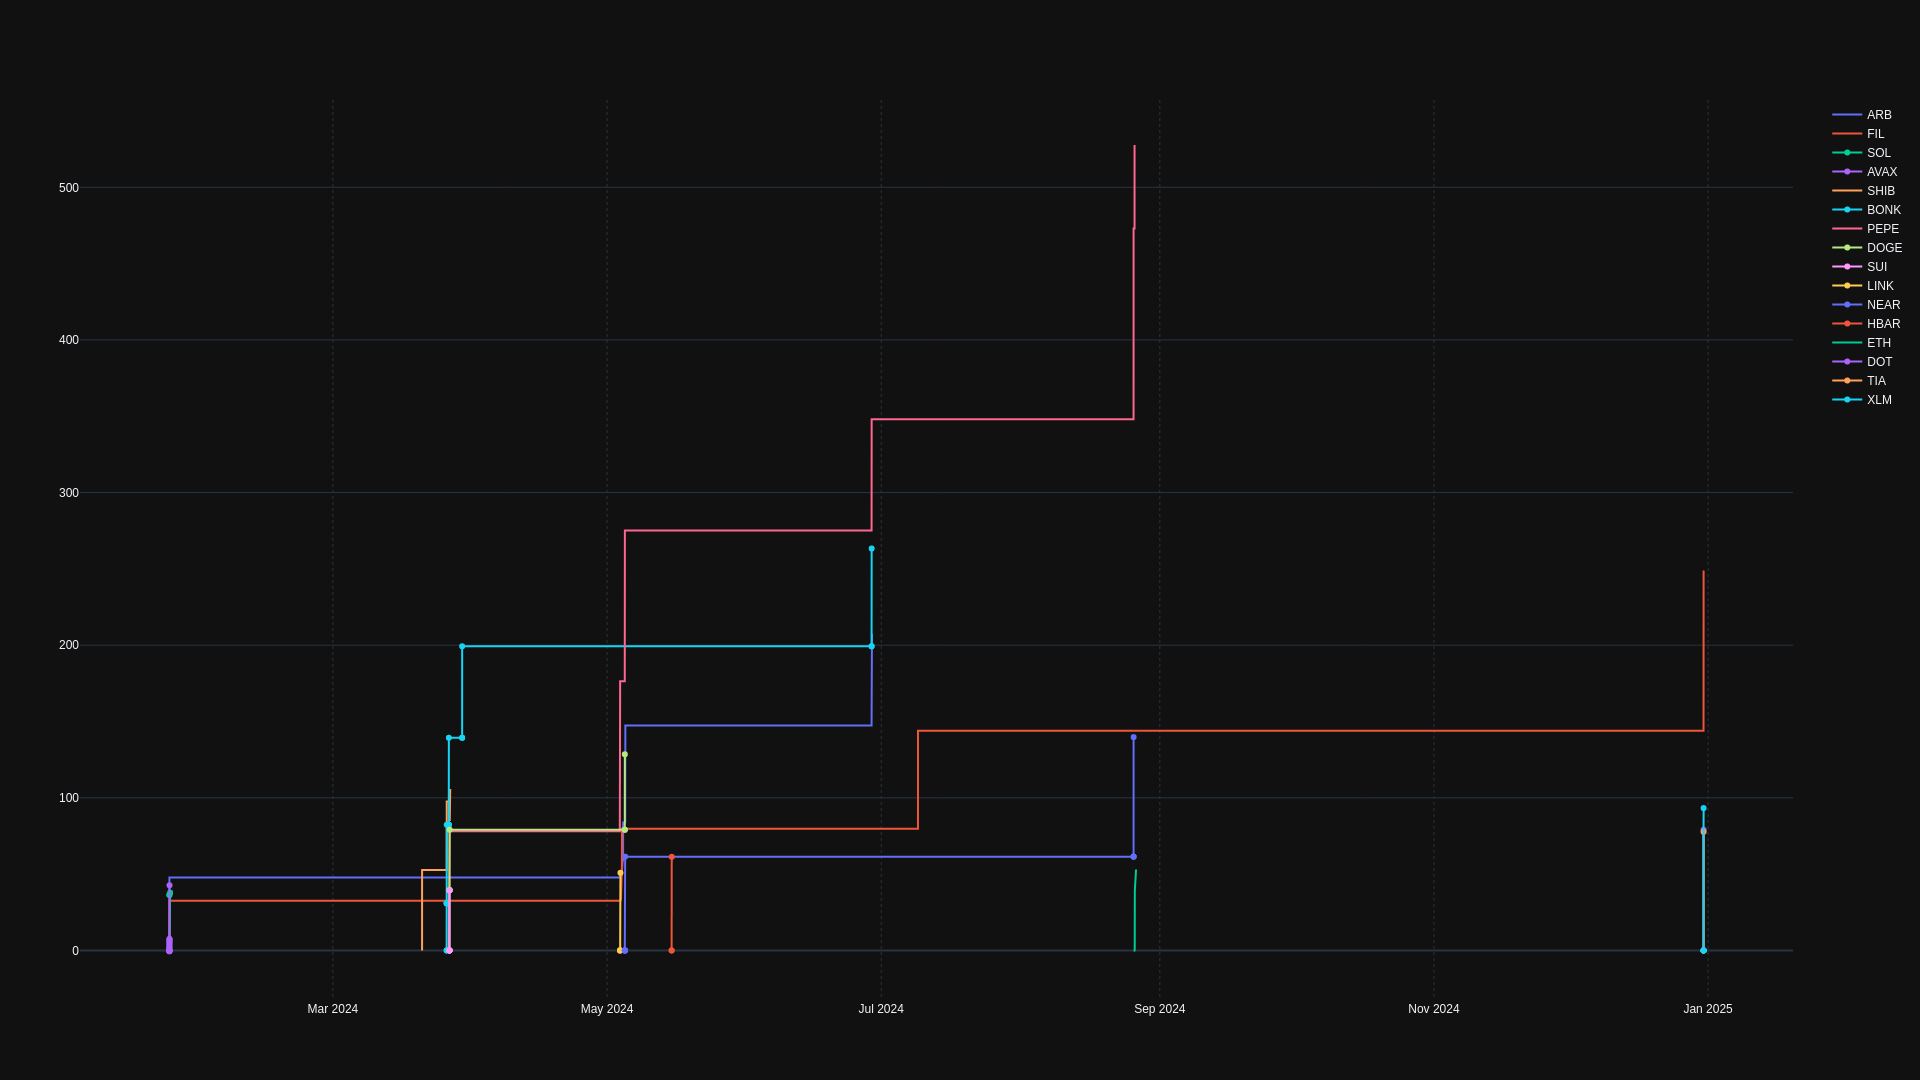 500
400
300
200
100
0
Mar 2024
May 2024
Jul 2024
Sep 2024
Nov 2024
Jan 2025
ARB
FIL
SOL
AVAX
SHIB
BONK
PEPE
DOGE
SUI
LINK
NEAR
HBAR
ETH
DOT
TIA
XLM